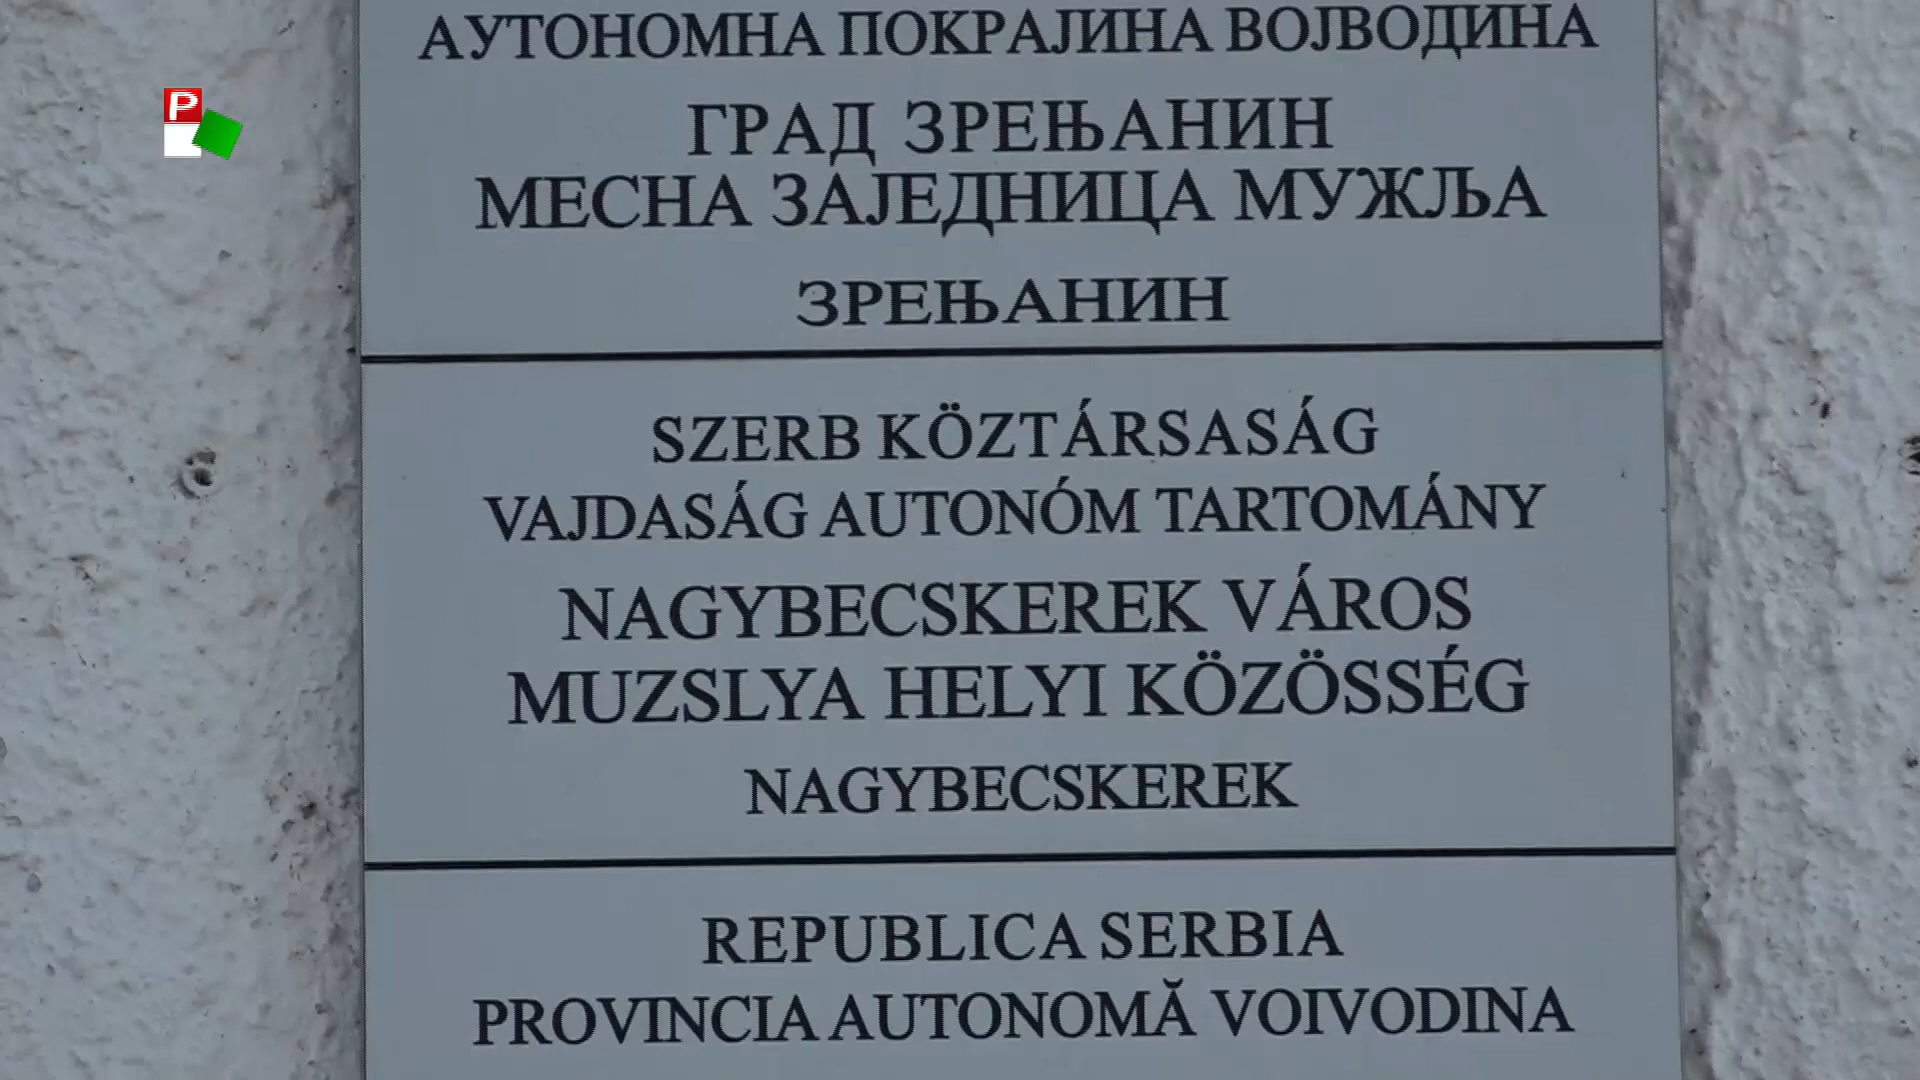 АУТОНОМНА ПОКРАЈИНА ВОЈВОДИНА
P
ГРАД ЗРЕЊАНИН
МЕСНА ЗАЈЕДНИЦА МУЖЉА
ЗРЕЊАНИН
SZERB KÖZTÁRSASÁG
VAJDASÁG AUTONÓM TARTOMÁNY
NAGYBECSKEREK VÁROS
MUZSLYA HELYI KÖZÖSSÉG
NAGYBECSKEREK
REPUBLICA SERBIA
PROVINCIA AUTONOMĂ VOIVODINA